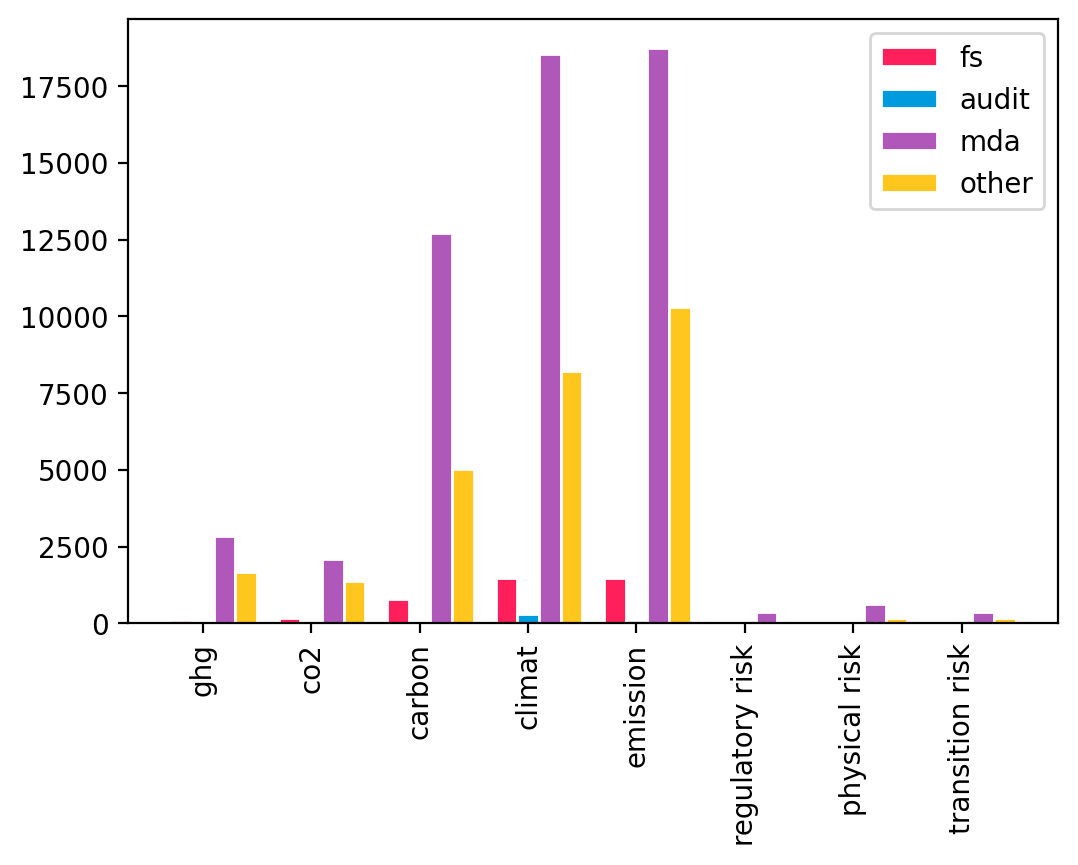 17500
15000
12500
10000
7500
5000
2500
0
fs
audit
mda
other
ghg
co2
carbon
climat
emission
regulatory risk
physical risk
transition risk